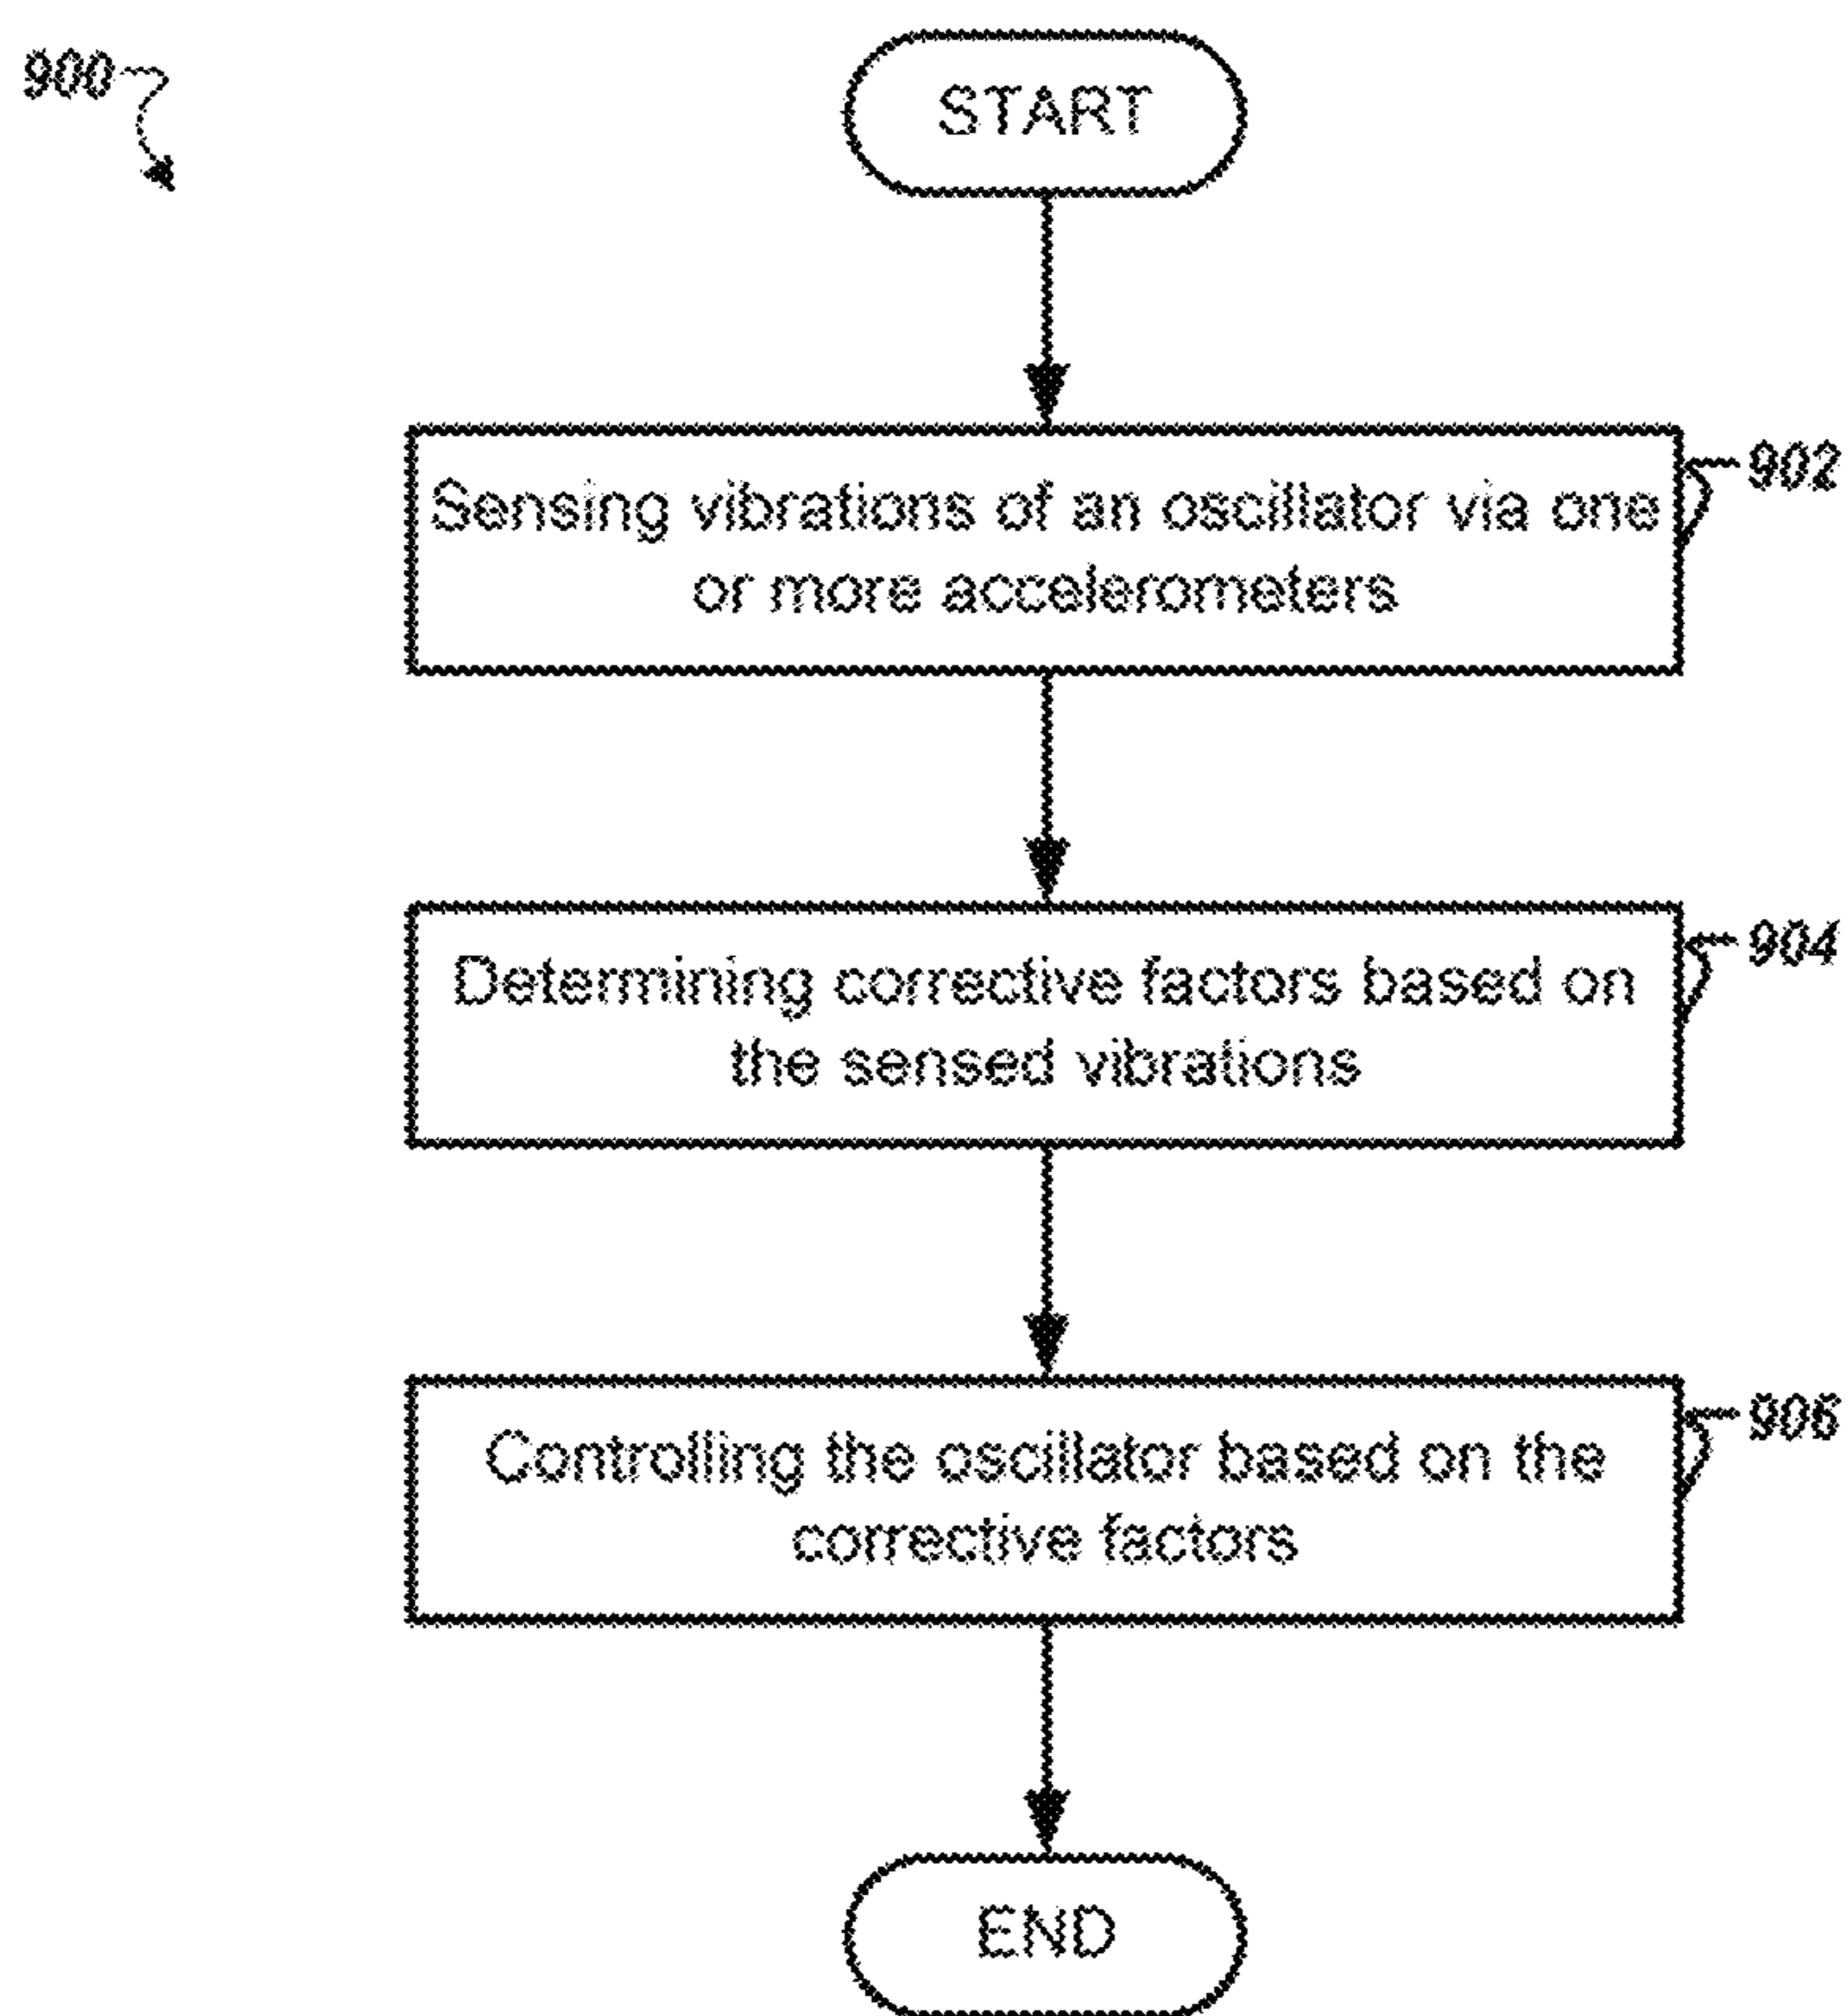 900
START
Sensing vibrations of an oscillator via one
or more accelerometers
902
Determining corrective factors based on
the sensed vibrations
904
Controlling the oscillator based on the
corrective factors
906
END